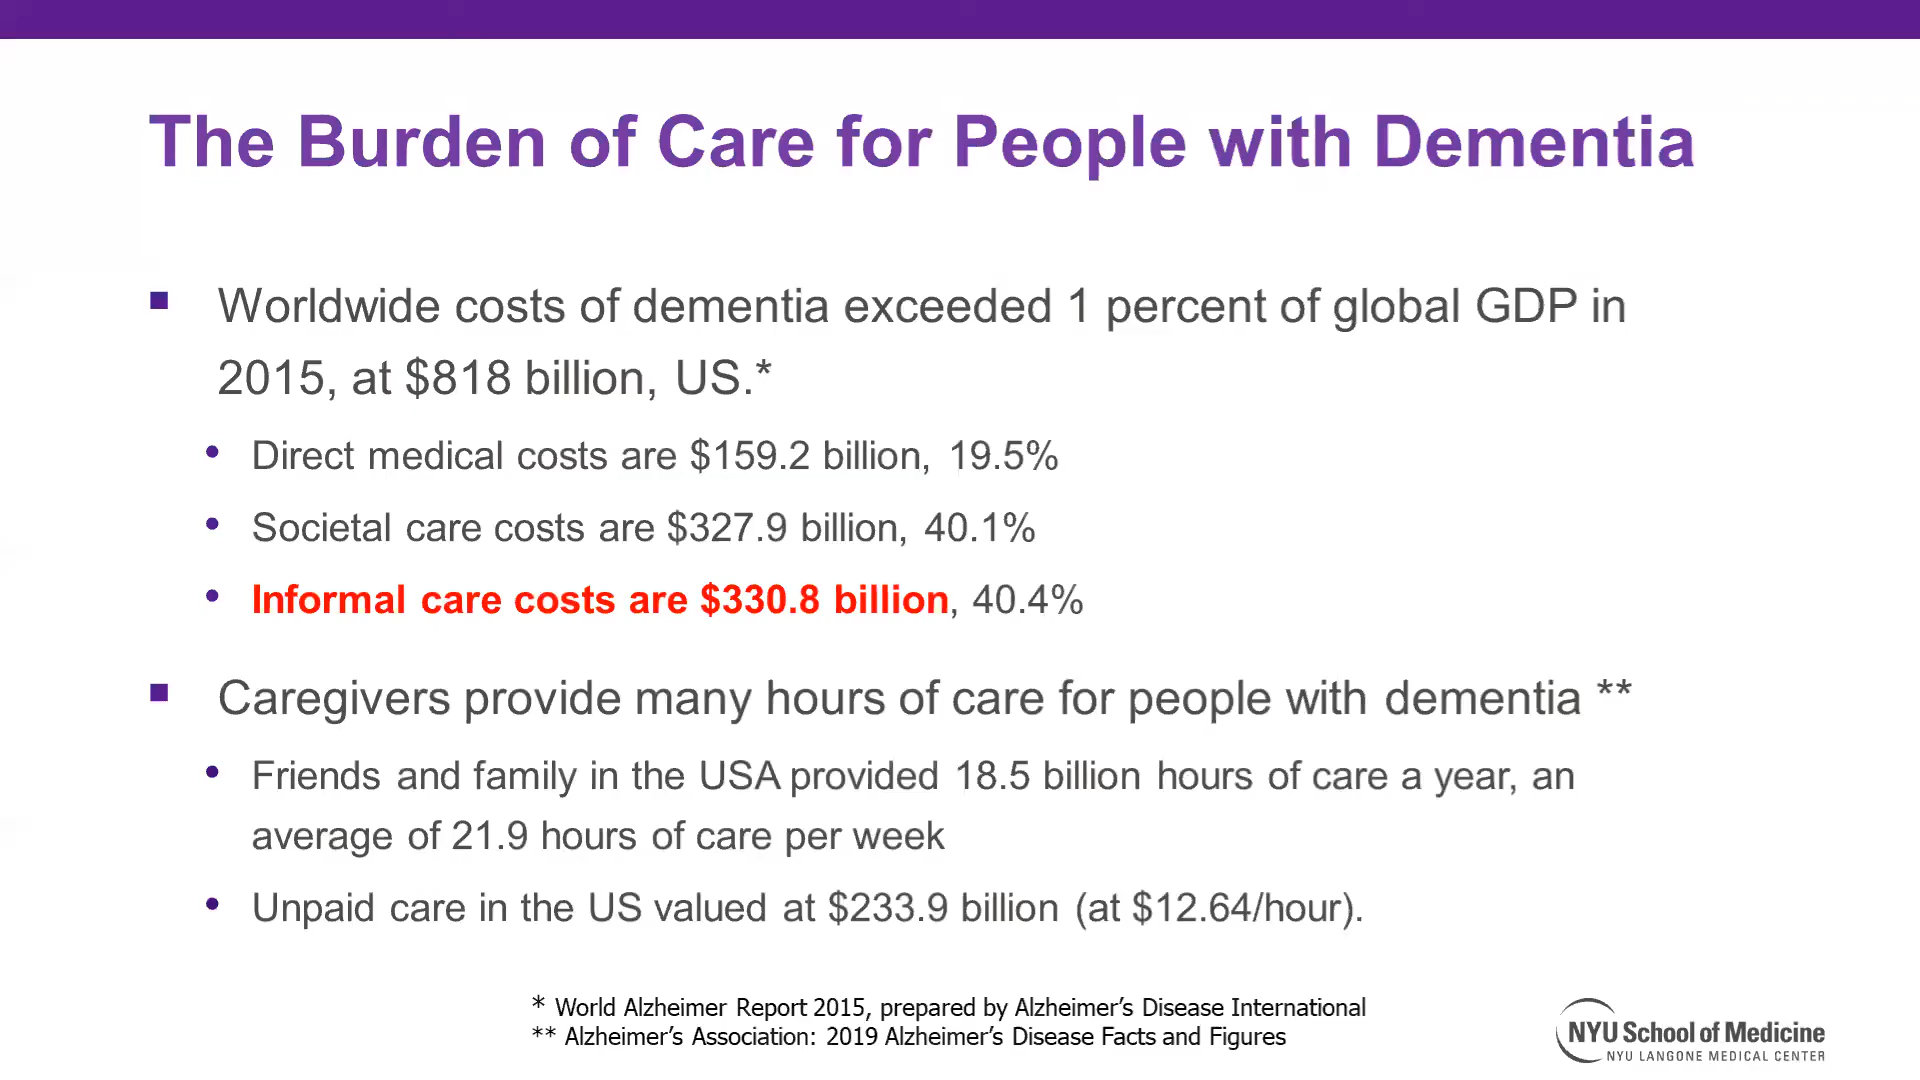 The Burden of Care for People with Dementia
Worldwide costs of dementia exceeded 1 percent of global GDP in
2015, at $818 billion, US.*
Direct medical costs are $159.2 billion, 19.5%
Societal care costs are $327.9 billion, 40.1%
Informal care costs are $330.8 billion, 40.4%
Caregivers provide many hours of care for people with dementia **
Friends and family in the USA provided 18.5 billion hours of care a year, an
average of 21.9 hours of care per week
Unpaid care in the US valued at $233.9 billion (at $12.64/hour).
* World Alzheimer Report 2015, prepared by Alzheimer’s Disease International
** Alzheimer’s Association: 2019 Alzheimer’s Disease Facts and Figures
NYU School of Medicine
NYU LANGONE MEDICAL CENTER